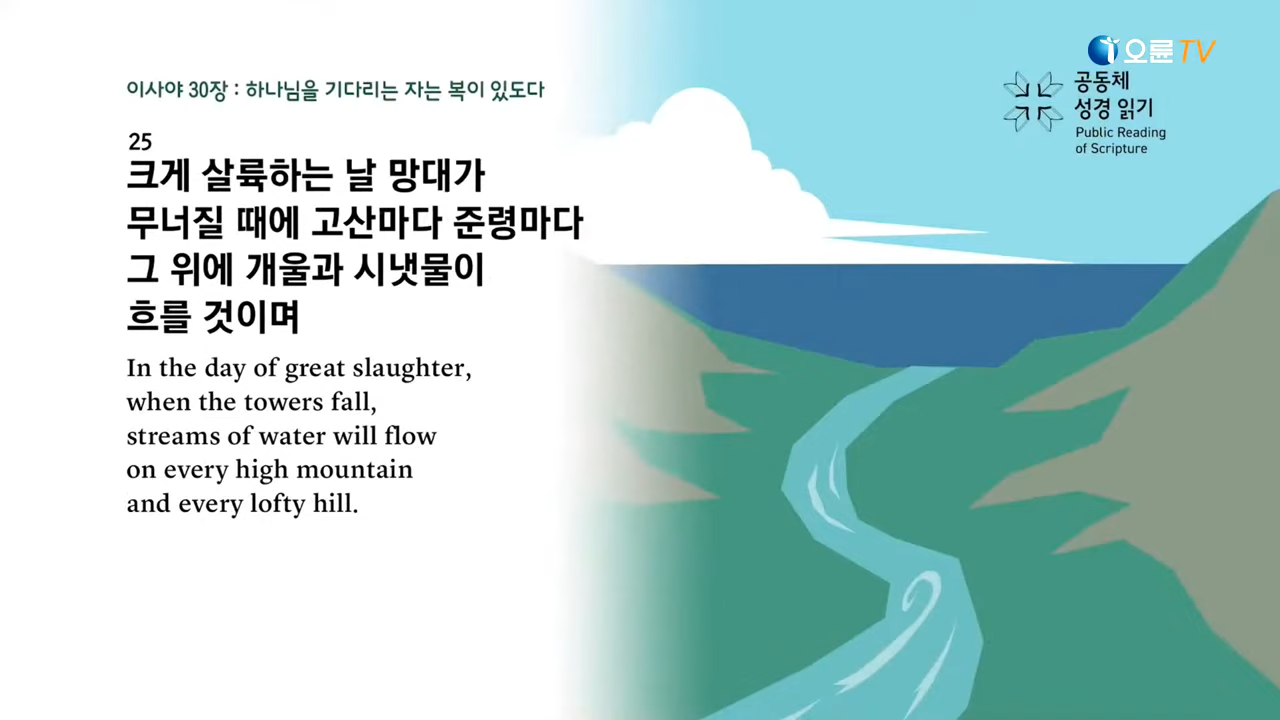 오륜TV
이사야 30장 : 하나님을 기다리는 자는 복이 있도다
공동체
성경 읽기
Public Reading
of Scripture
25
크게 살륙하는 날 망대가
무너질 때에 고산마다 준령마다
그 위에 개울과 시냇물이
흐를 것이며
In the day of great slaughter,
when the towers fall,
streams of water will flow
on every high mountain
and every lofty hill.